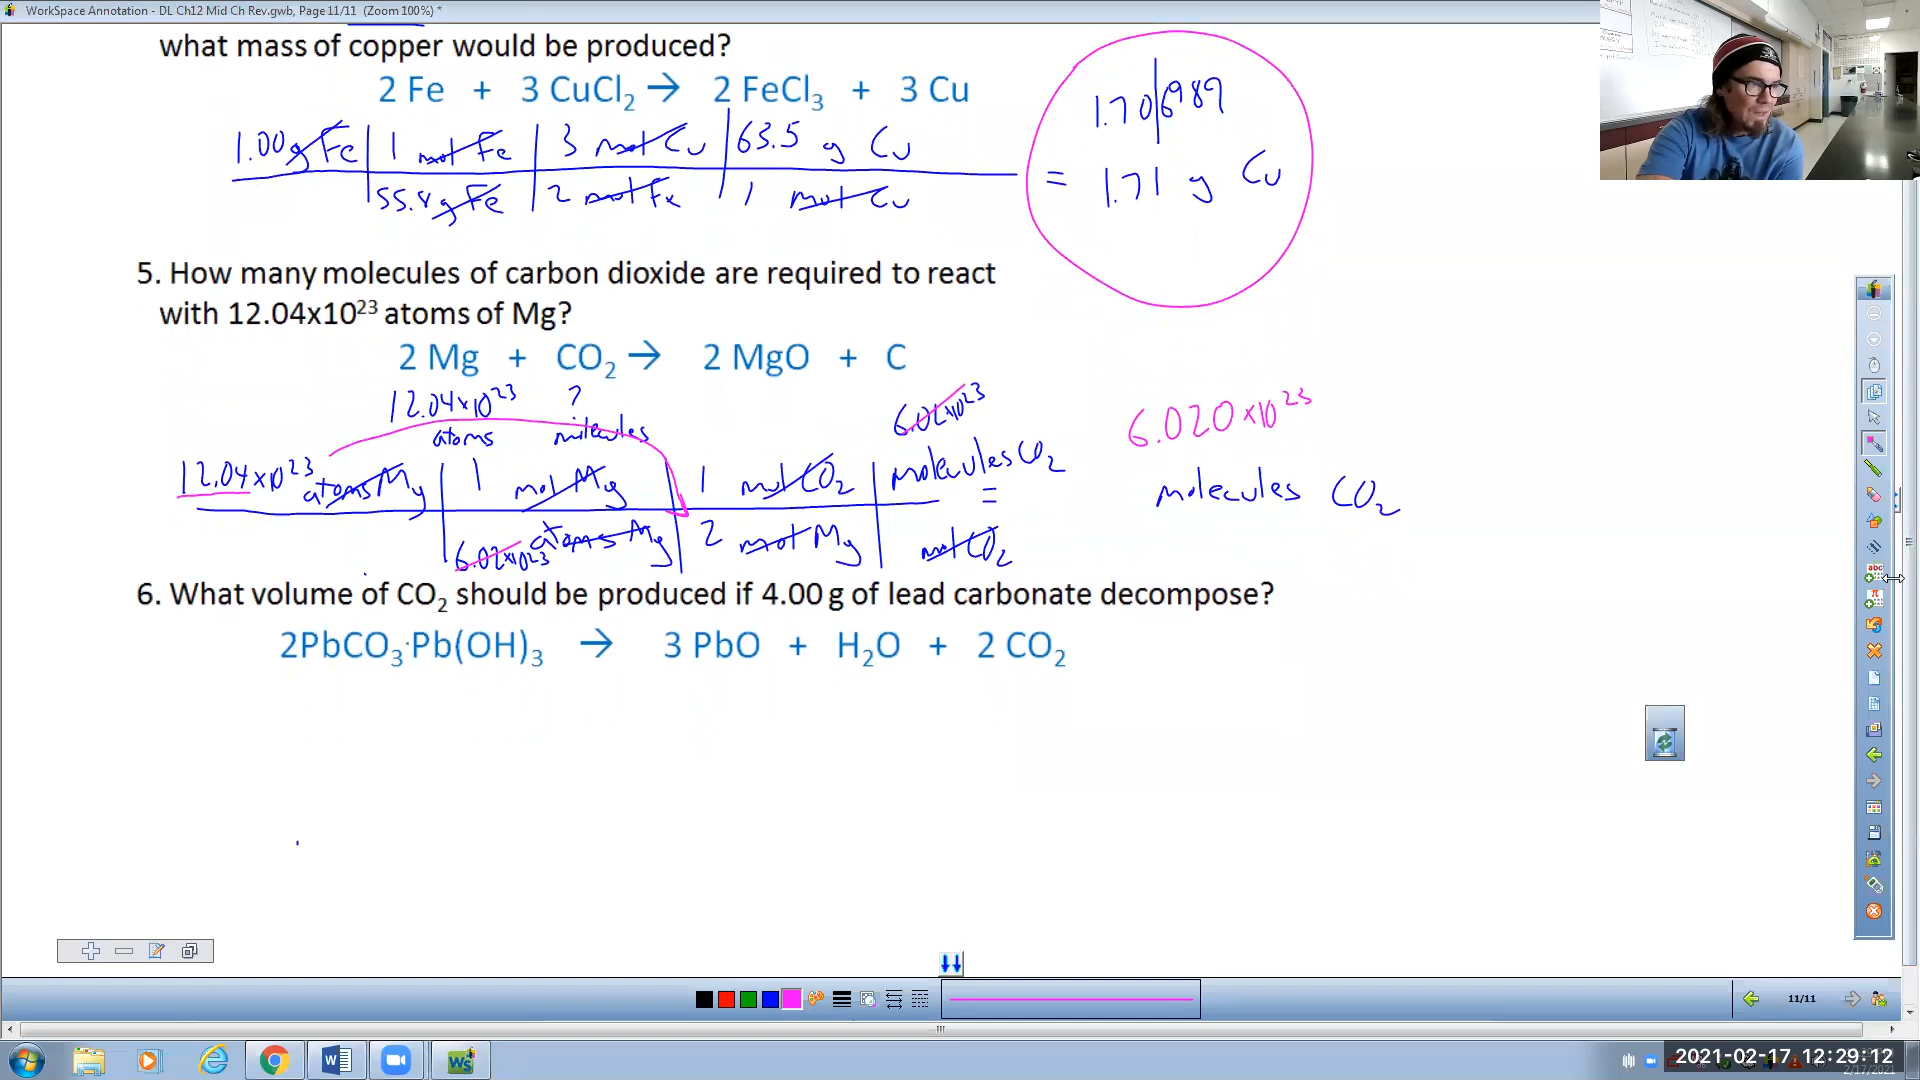 WorkSpace Annotation - DL Ch12 Mid Ch Rev.gwb, Page 11/11 (Zoom 100%) *
what mass of copper would be produced?
2 Fe + 3 CuCl₂ → 2 FeCl₃ + 3 Cu
1.70|6989
1.00 g Fe | 1 mol Fe | 3 mol Cu | 63.5 g Cu
55.8 g Fe | 2 mol Fe | 1 mol Cu
= 1.71 g Cu
5. How many molecules of carbon dioxide are required to react
with 12.04x10²³ atoms of Mg?
2 Mg + CO₂ → 2 MgO + C
12.04x10²³ ?
atoms molecules
6.02x10²³
12.04x10²³ atoms Mg | 1 mol Mg | 1 mol CO₂ | molecules CO₂
6.02x10²³ atoms Mg | 2 mol Mg | mol CO₂
=
6.020x10²³
molecules CO₂
6. What volume of CO₂ should be produced if 4.00 g of lead carbonate decompose?
2PbCO₃·Pb(OH)₃ → 3 PbO + H₂O + 2 CO₂
abc
π
11/11
W
Ws
2021-02-17 12:29:12
2/17/2021